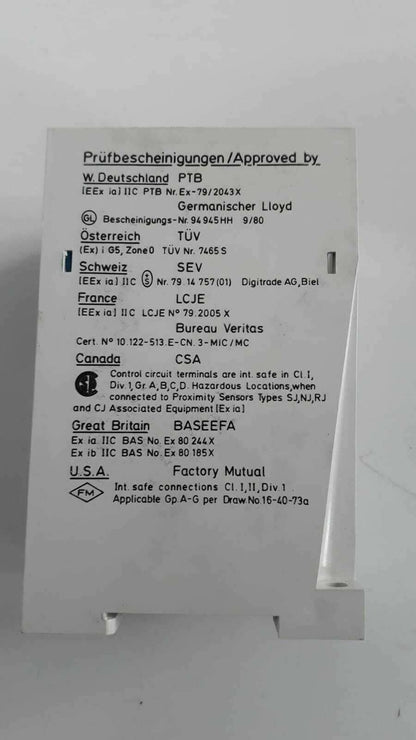 Prüfbescheinigungen/Approved by
W. Deutschland PTB
[EEx ia] IIC PTB Nr. Ex-79/2043X
Germanischer Lloyd
GL Bescheinigungs-Nr. 94 945 HH 9/80
Österreich TÜV
(Ex) i G5, Zone 0 TÜV Nr. 7465 S
Schweiz SEV
[EEx ia] IIC S Nr. 79.14 757(01) Digitrade AG, Biel
France LCJE
[EEx ia] IIC LCJE N° 79.2005 X
Bureau Veritas
Cert. N° 10.122-513.E-CN.3-MIC/MC
Canada CSA
Control circuit terminals are int. safe in Cl. I,
Div 1, Gr. A, B, C, D. Hazardous Locations, when
connected to Proximity Sensors Types SJ, NJ, RJ
and CJ Associated Equipment [Ex ia]
Great Britain BASEEFA
Ex ia IIC BAS No. Ex 80 244 X
Ex ib IIC BAS No. Ex 80 185 X
U.S.A. Factory Mutual
FM Int. safe connections Cl. I, II, Div 1
Applicable Gp. A-G per Draw. No. 16-40-73a